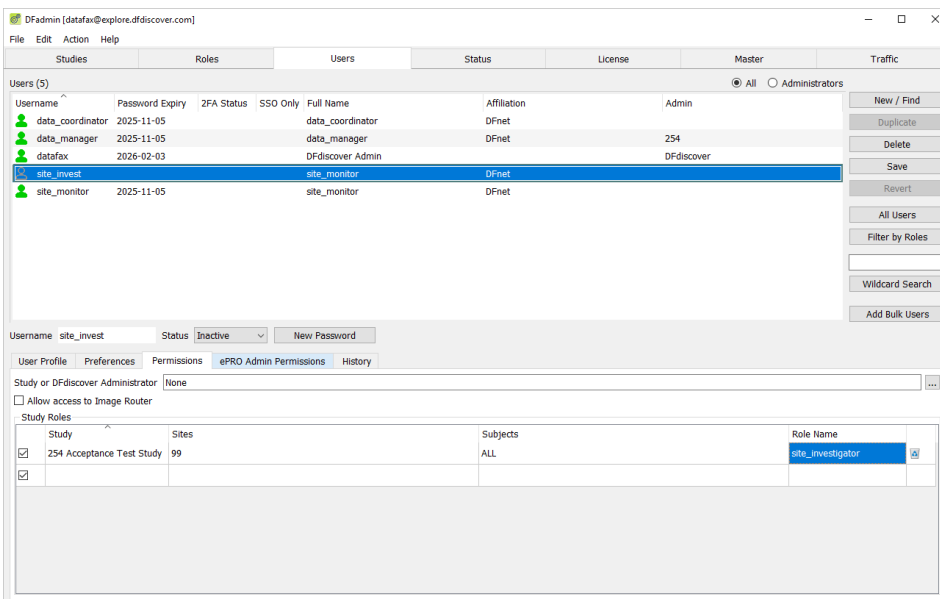 DFadmin [datafax@explore.dfdiscover.com]
File Edit Action Help
Studies Roles Users Status License Master Traffic
Users (5) All Administrators
Username Password Expiry 2FA Status SSO Only Full Name Affiliation Admin
data_coordinator 2025-11-05 data_coordinator DFnet
data_manager 2025-11-05 data_manager DFnet 254
datafax 2026-02-03 DFdiscover Admin DFdiscover
site_invest site_monitor DFnet
site_monitor 2025-11-05 site_monitor DFnet
New / Find
Duplicate
Delete
Save
Revert
All Users
Filter by Roles
Wildcard Search
Add Bulk Users
Username site_invest Status Inactive New Password
User Profile Preferences Permissions ePRO Admin Permissions History
Study or DFdiscover Administrator None ...
Allow access to Image Router
Study Roles
Study Sites Subjects Role Name
254 Acceptance Test Study 99 ALL site_investigator